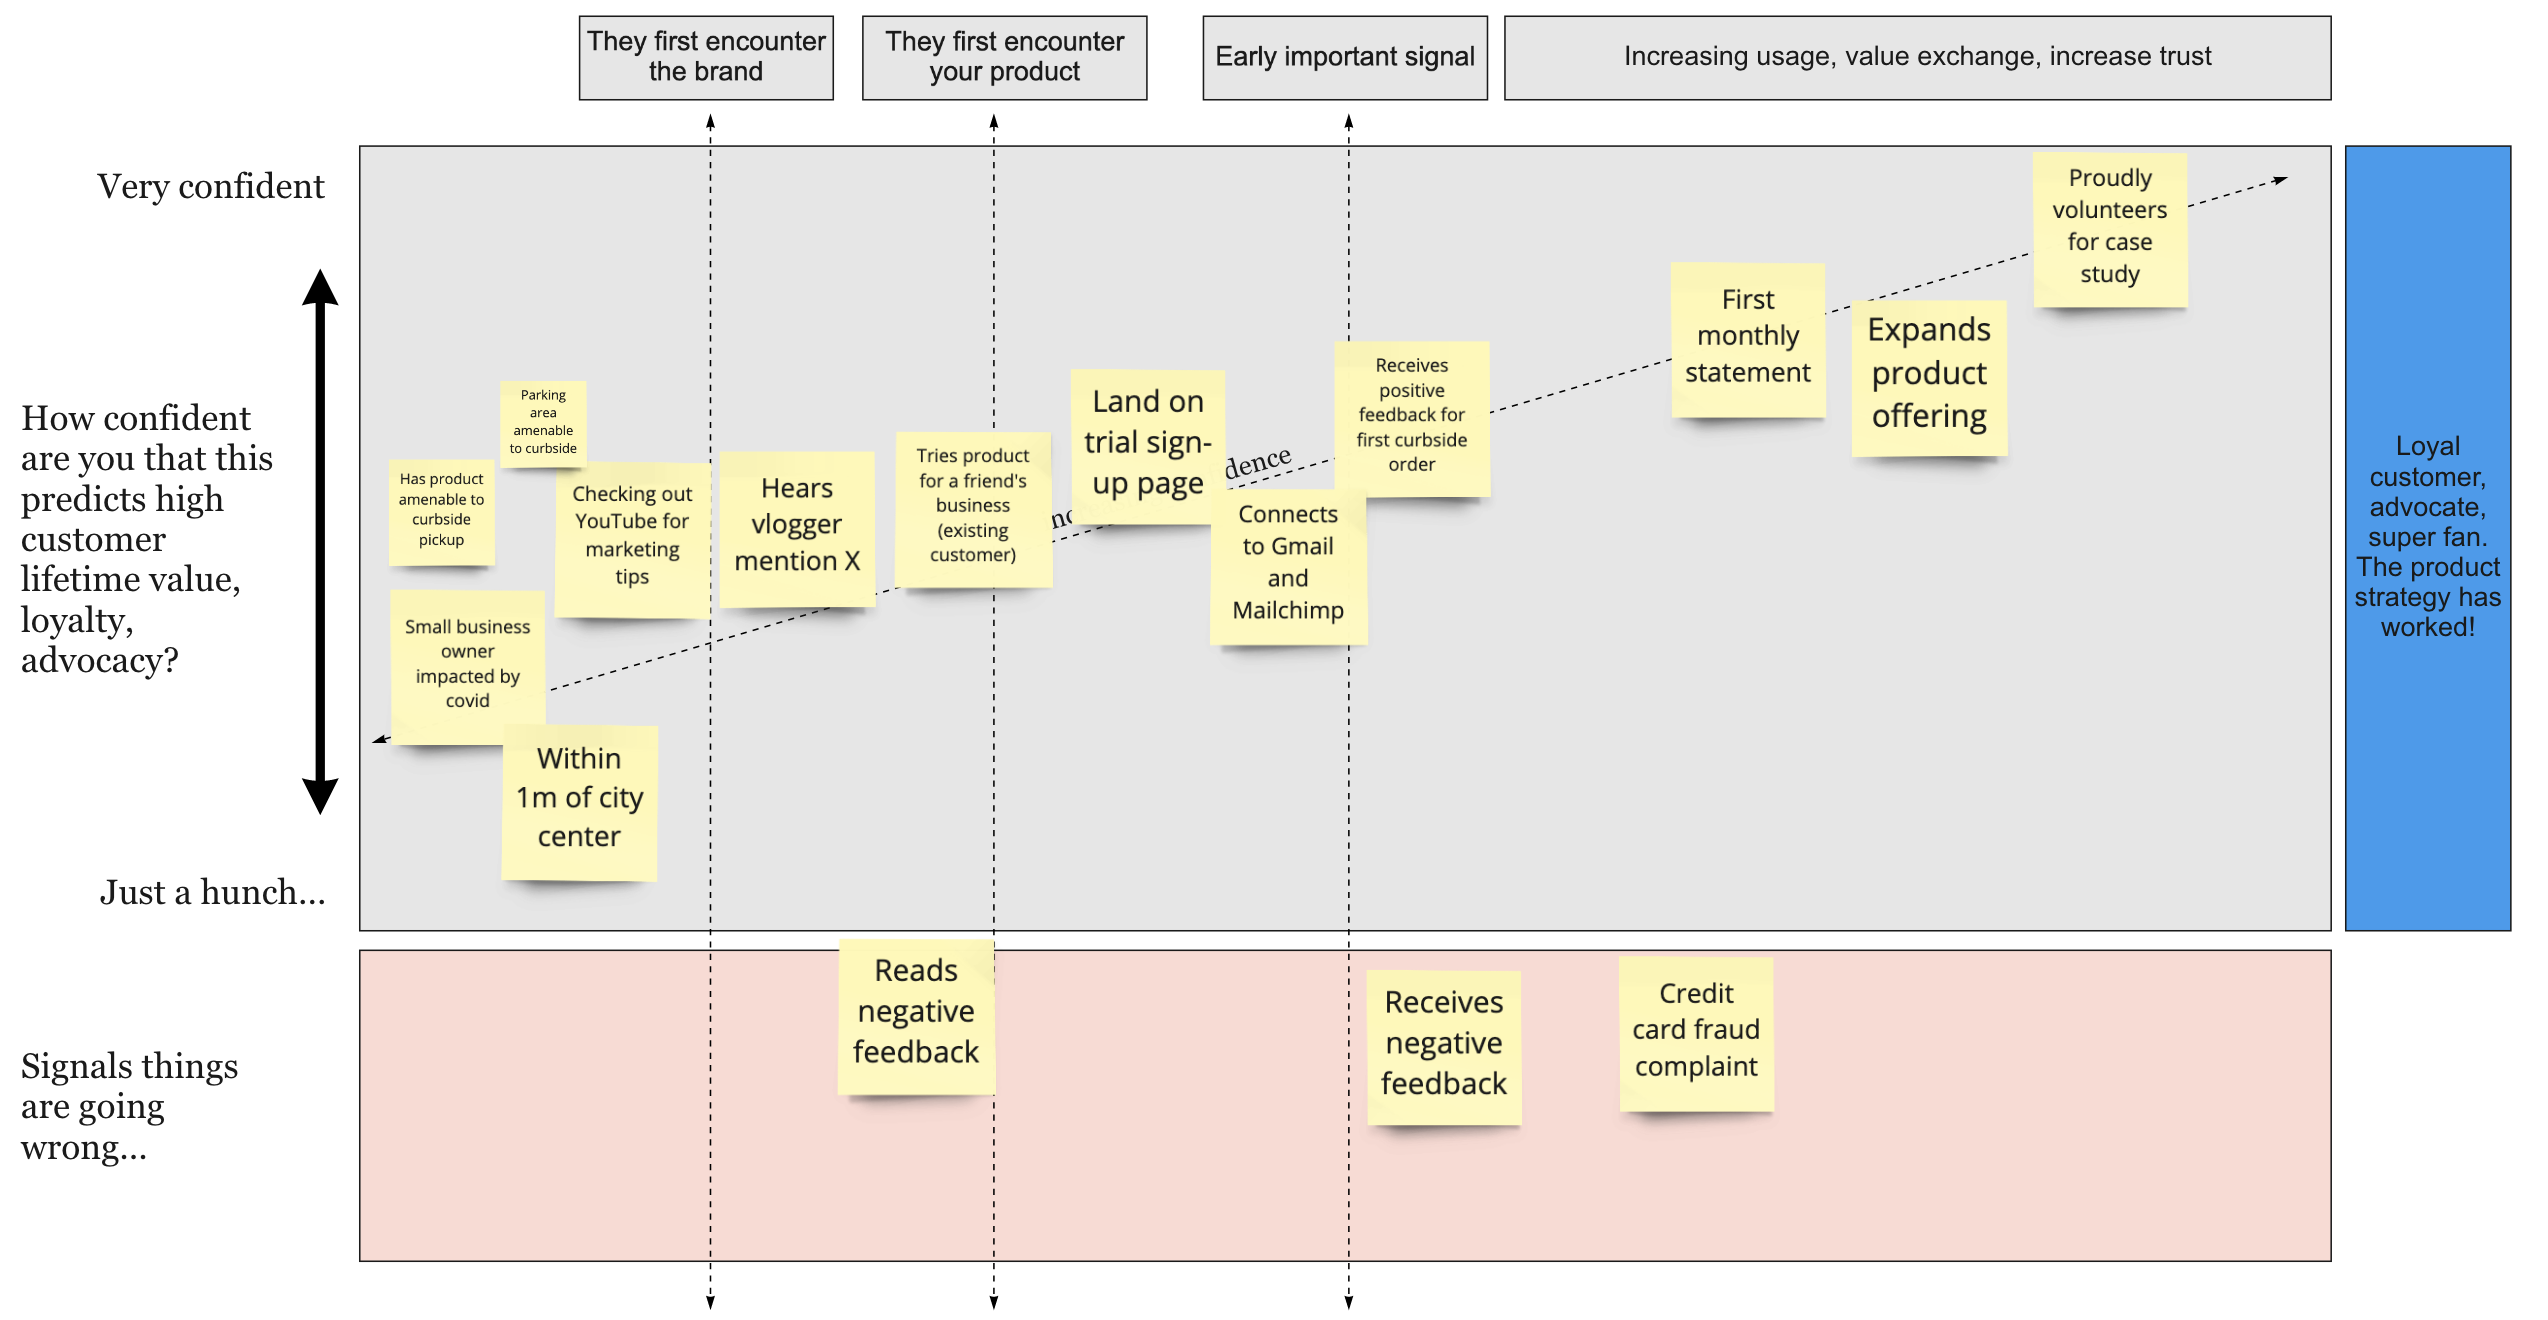 They first encounter
the brand
They first encounter
your product
Early important signal
Increasing usage, value exchange, increase trust
Very confident
How confident
are you that this
predicts high
customer
lifetime value,
loyalty,
advocacy?
Just a hunch...
Parking
area
amenable
to curbside
Has product
amenable to
curbside
pickup
Checking out
YouTube for
marketing
tips
Small business
owner
impacted by
covid
Within
1m of city
center
Hears
vlogger
mention X
Tries product
for a friend's
business
(existing
customer)
Land on
trial sign-
up page
Connects
to Gmail
and
Mailchimp
Receives
positive
feedback for
first curbside
order
First
monthly
statement
Expands
product
offering
Proudly
volunteers
for case
study
Loyal
customer,
advocate,
super fan.
The product
strategy has
worked!
Signals things
are going
wrong...
Reads
negative
feedback
Receives
negative
feedback
Credit
card fraud
complaint